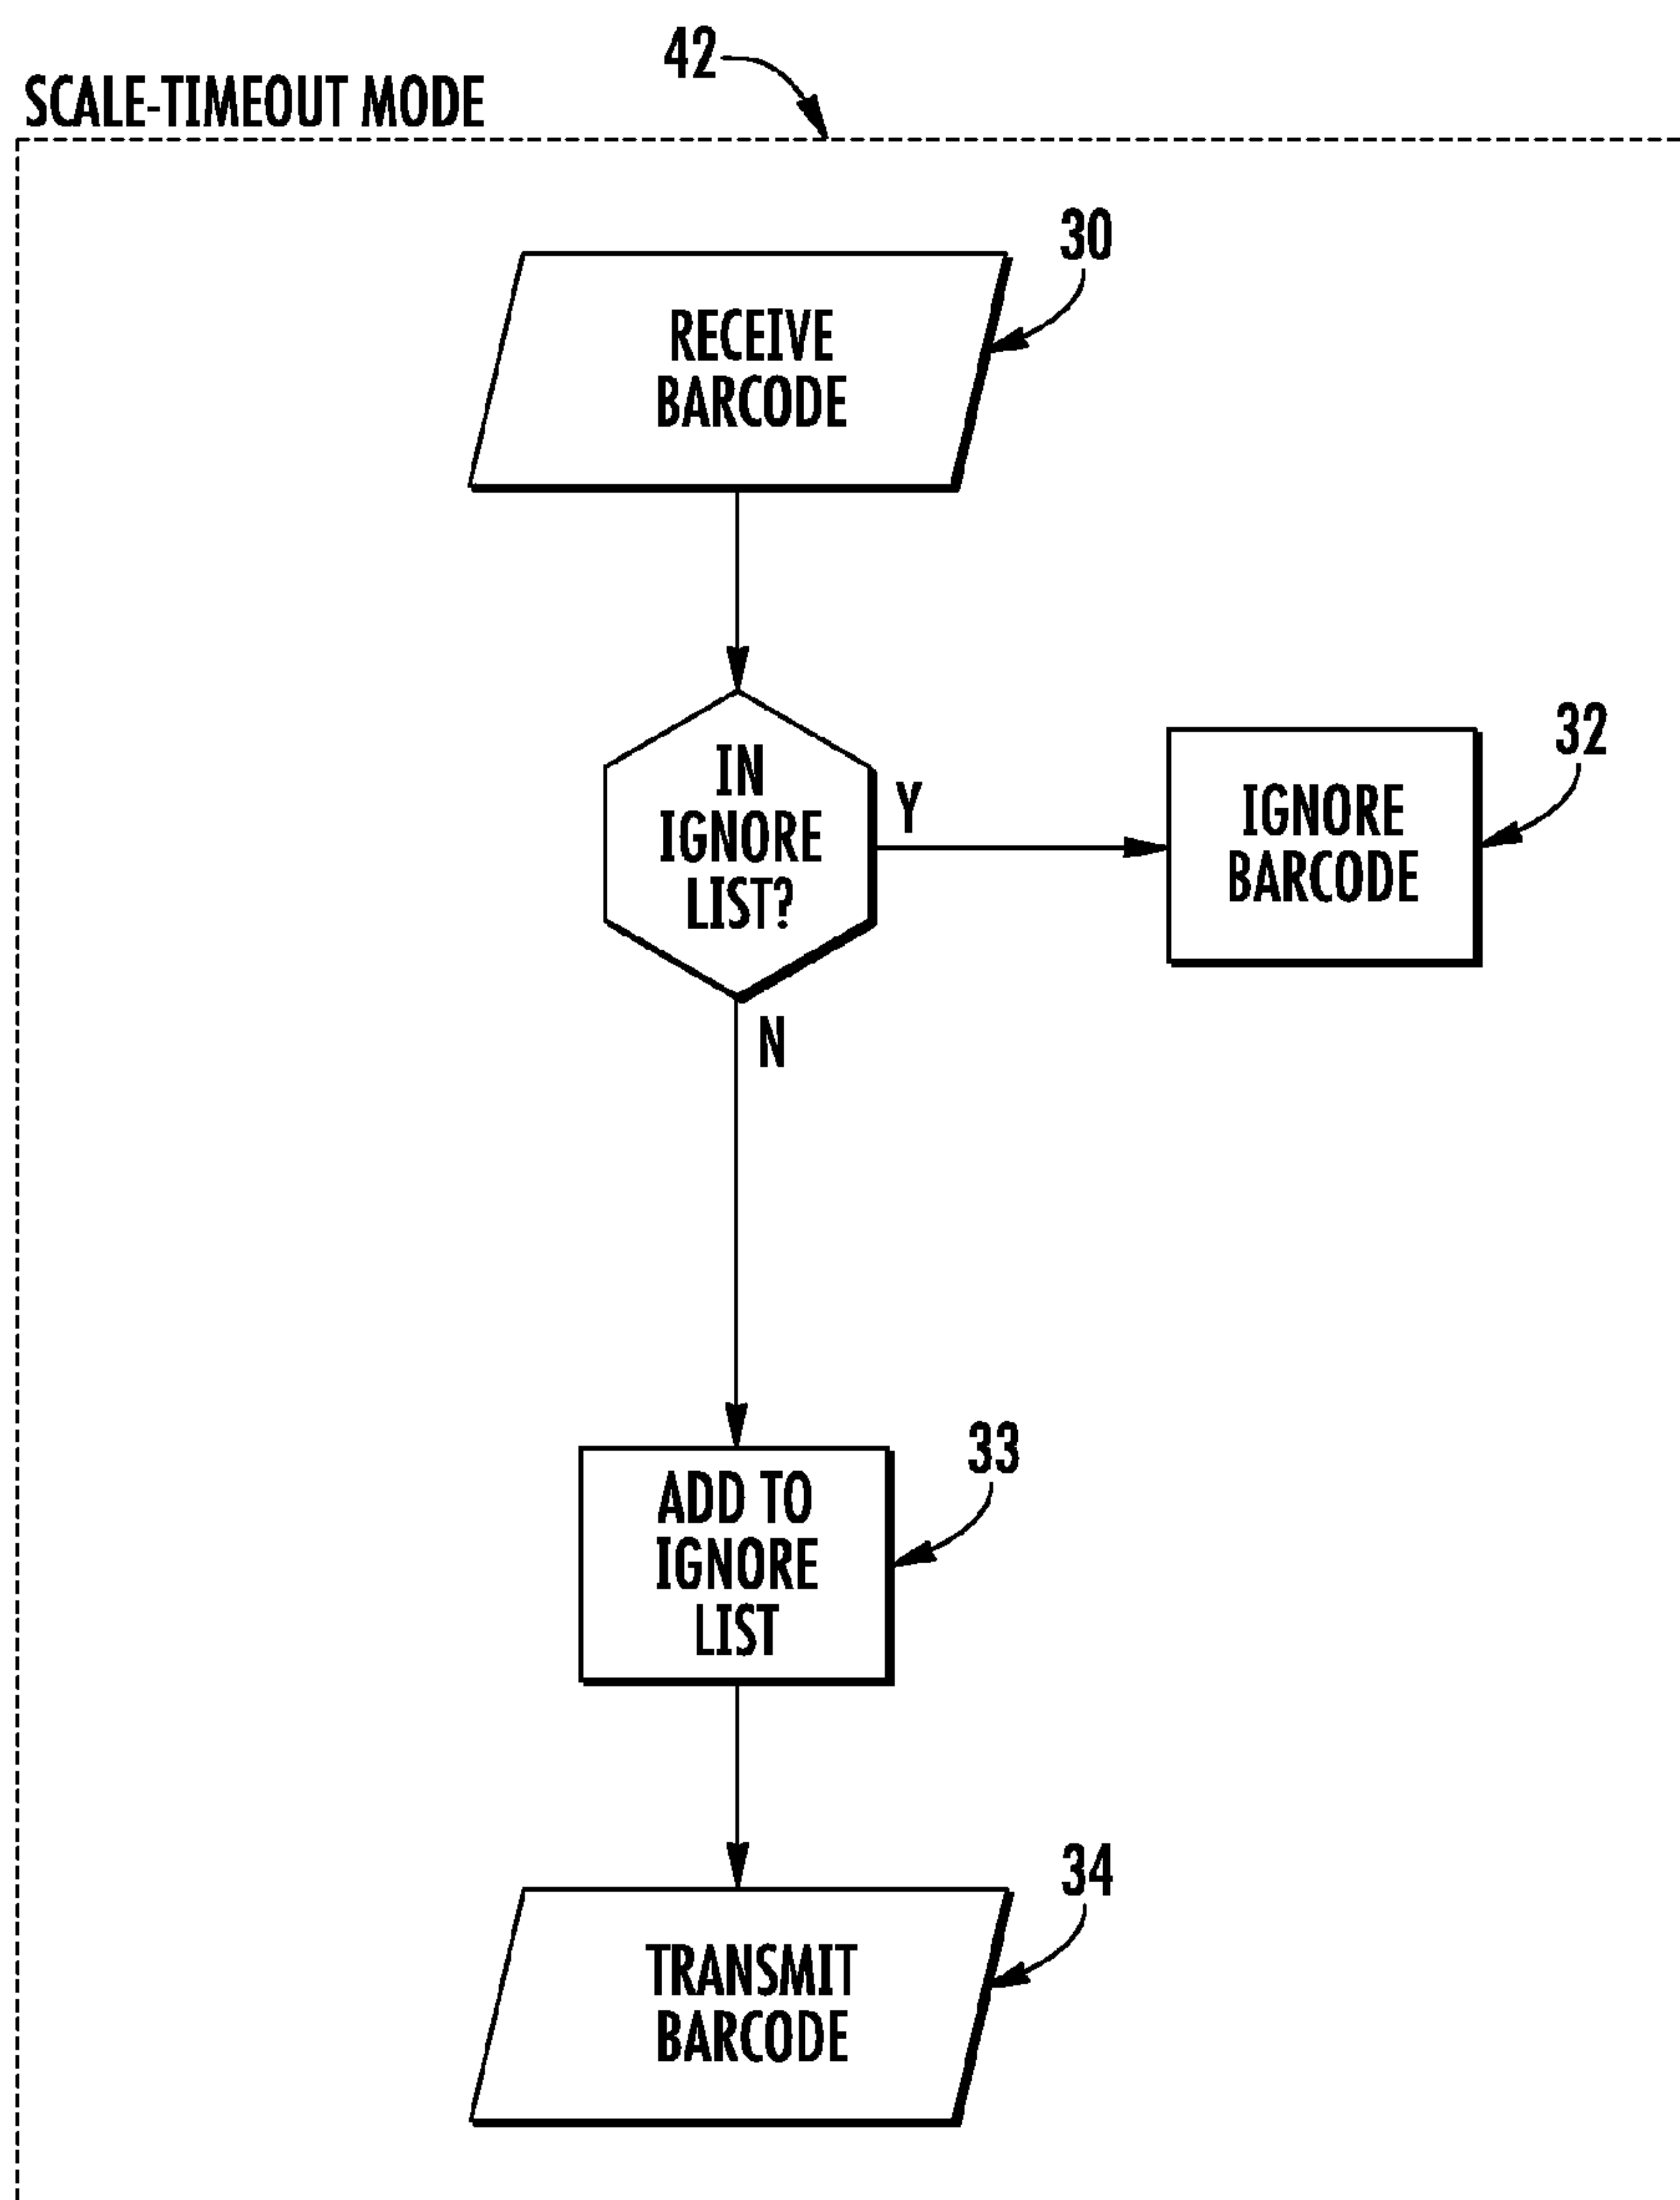 42
SCALE-TIMEOUT MODE
30
RECEIVE
BARCODE
IN
IGNORE
LIST?
Y
32
IGNORE
BARCODE
N
33
ADD TO
IGNORE
LIST
34
TRANSMIT
BARCODE